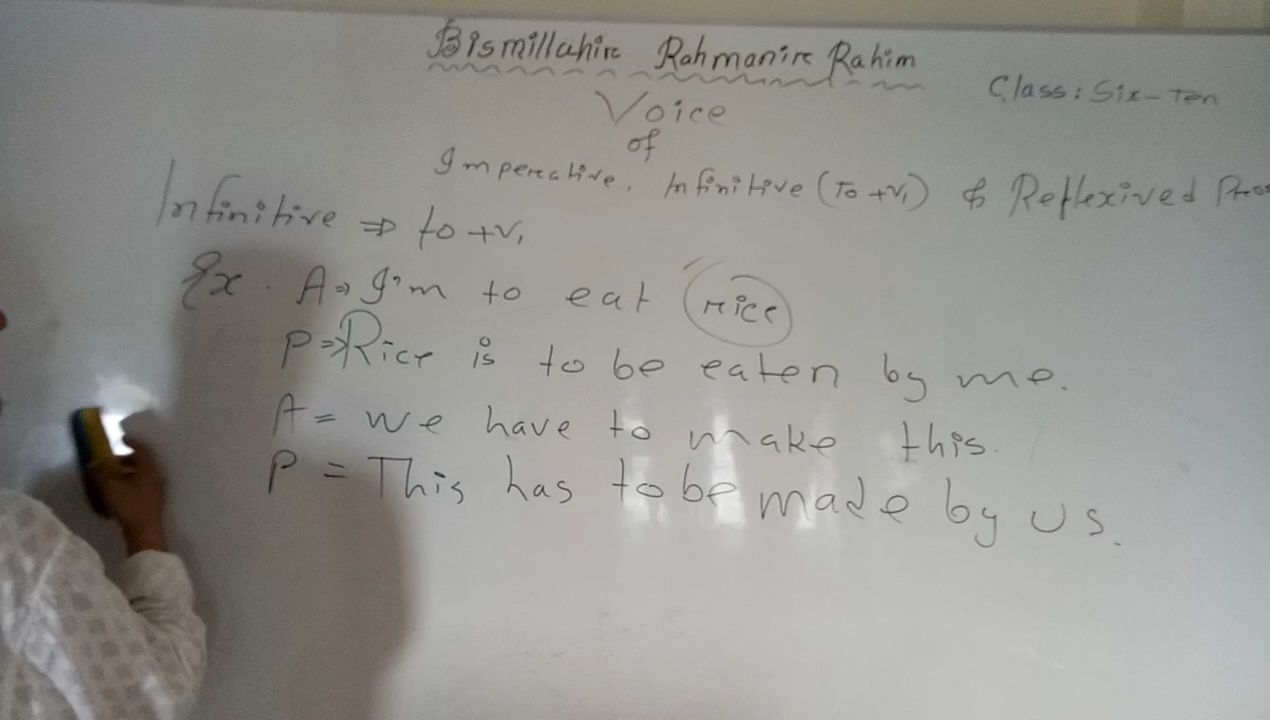 Bismillahir Rahmanir Rahim
Class: Six-Ten
Voice
of
Imperative, Infinitive (To +V₁) & Reflexived
Infinitive ⇒ to +V₁
Ex. A⇒ I'm to eat rice
P⇒Rice is to be eaten by me.
A = we have to make this.
P = This has to be made by us.